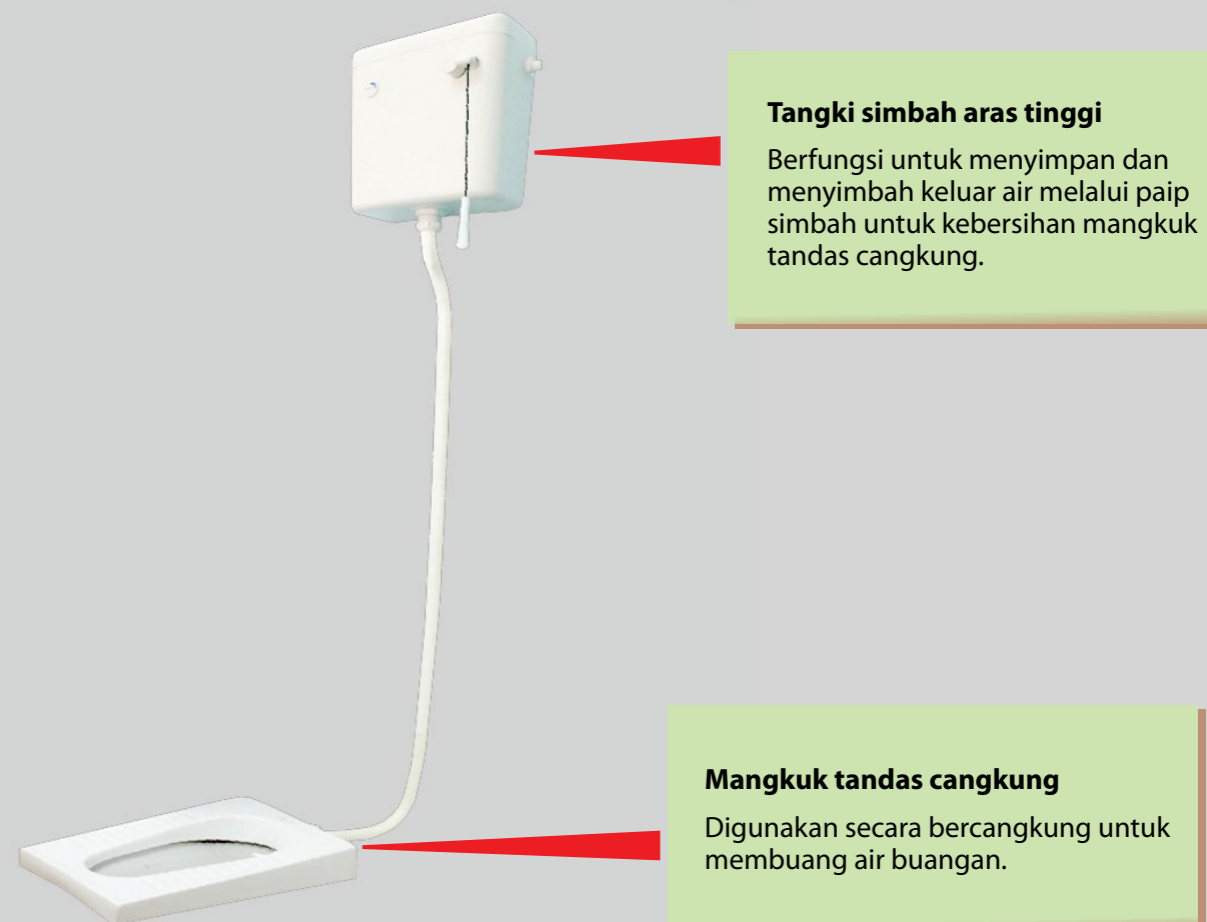 Tangki simbah aras tinggi
Berfungsi untuk menyimpan dan
menyimbah keluar air melalui paip
simbah untuk kebersihan mangkuk
tandas cangkung.
Mangkuk tandas cangkung
Digunakan secara bercangkung untuk
membuang air buangan.